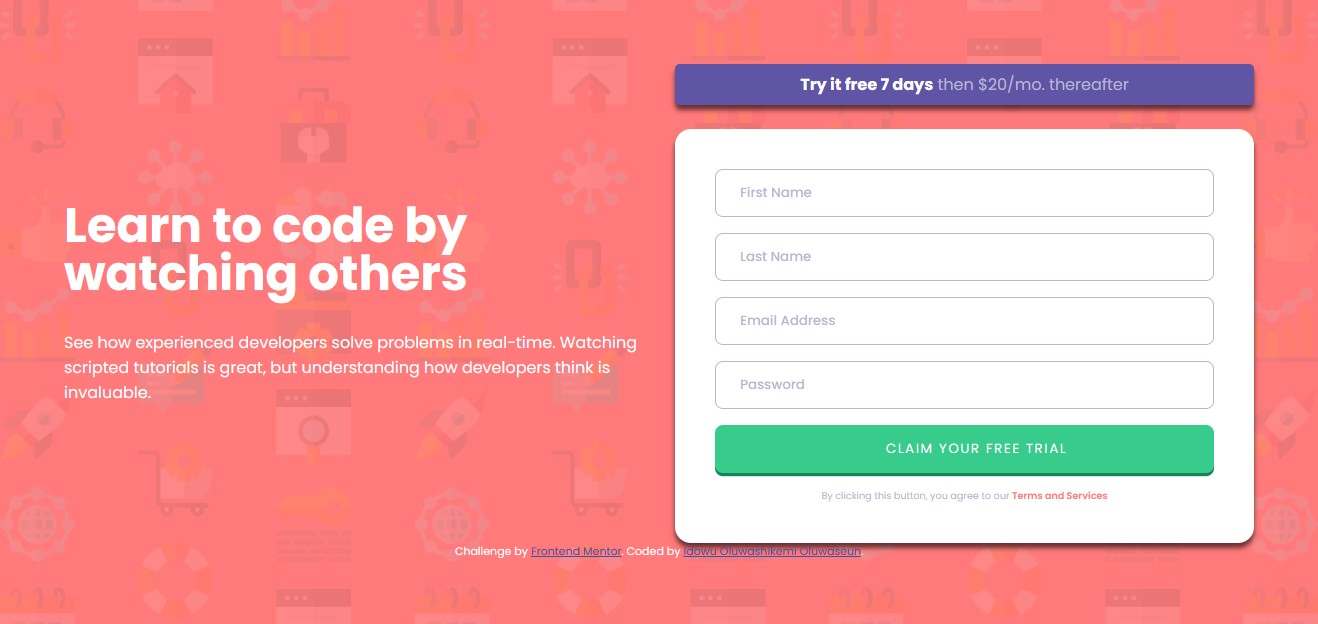 Learn to code by
watching others
See how experienced developers solve problems in real-time. Watching
scripted tutorials is great, but understanding how developers think is
invaluable.
Try it free 7 days then $20/mo. thereafter
First Name
Last Name
Email Address
Password
CLAIM YOUR FREE TRIAL
By clicking this button, you agree to our Terms and Services
Challenge by Frontend Mentor. Coded by Idowu Oluwashikemi Oluwaseun.